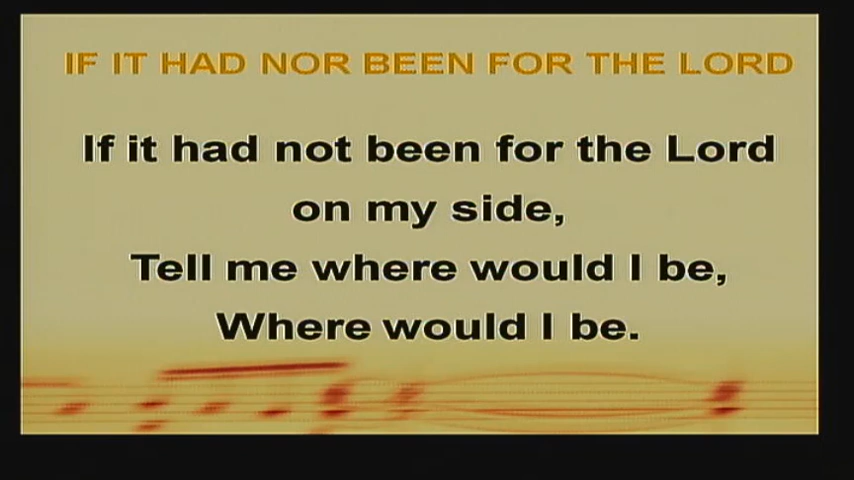 IF IT HAD NOR BEEN FOR THE LORD
If it had not been for the Lord
on my side,
Tell me where would I be,
Where would I be.